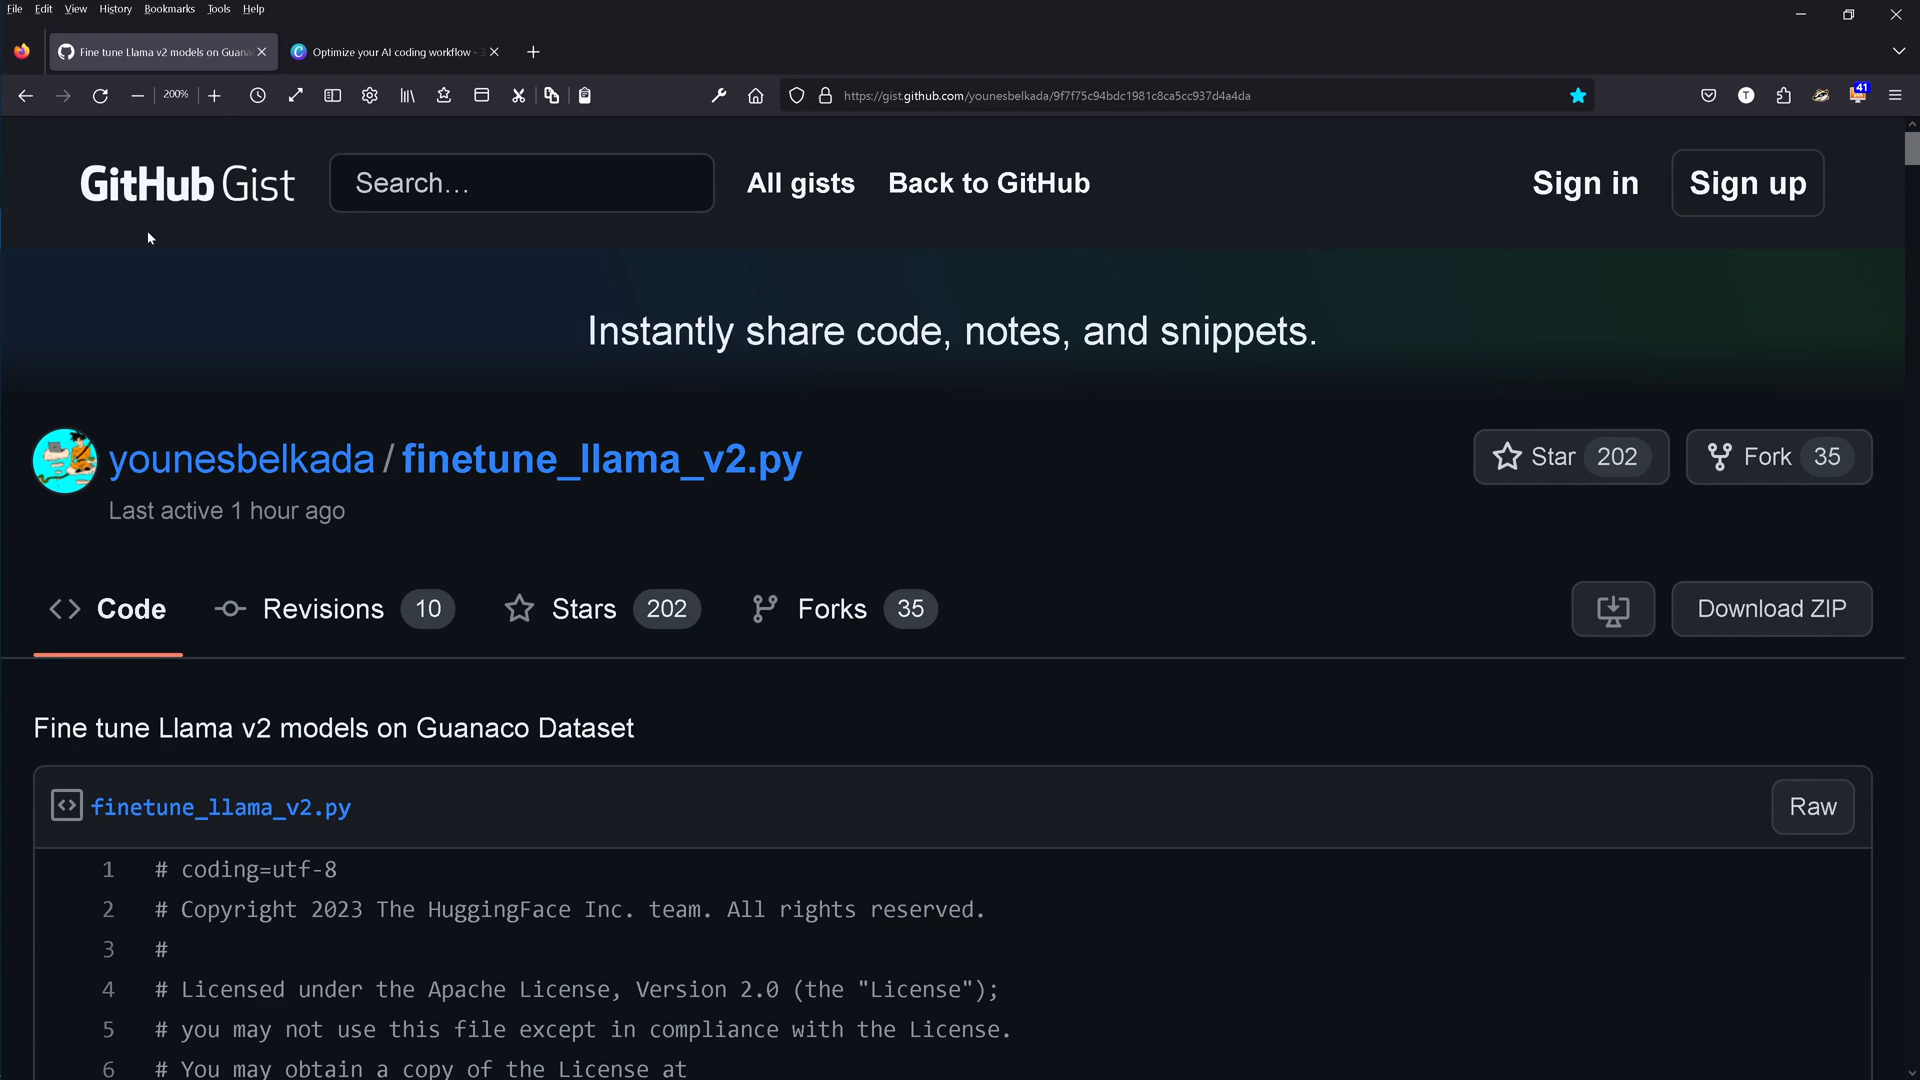 File Edit View History Bookmarks Tools Help
Fine tune Llama v2 models on Guana
Optimize your AI coding workflow -
200%
https://gist.github.com/younesbelkada/9f7f75c94bdc1981c8ca5cc937d4a4da
T
41
GitHub Gist
Search…
All gists
Back to GitHub
Sign in
Sign up
Instantly share code, notes, and snippets.
younesbelkada / finetune_llama_v2.py
Star 202
Fork 35
Last active 1 hour ago
Code
Revisions 10
Stars 202
Forks 35
Download ZIP
Fine tune Llama v2 models on Guanaco Dataset
finetune_llama_v2.py
Raw
1 # coding=utf-8
2 # Copyright 2023 The HuggingFace Inc. team. All rights reserved.
3 #
4 # Licensed under the Apache License, Version 2.0 (the "License");
5 # you may not use this file except in compliance with the License.
6 # You may obtain a copy of the License at